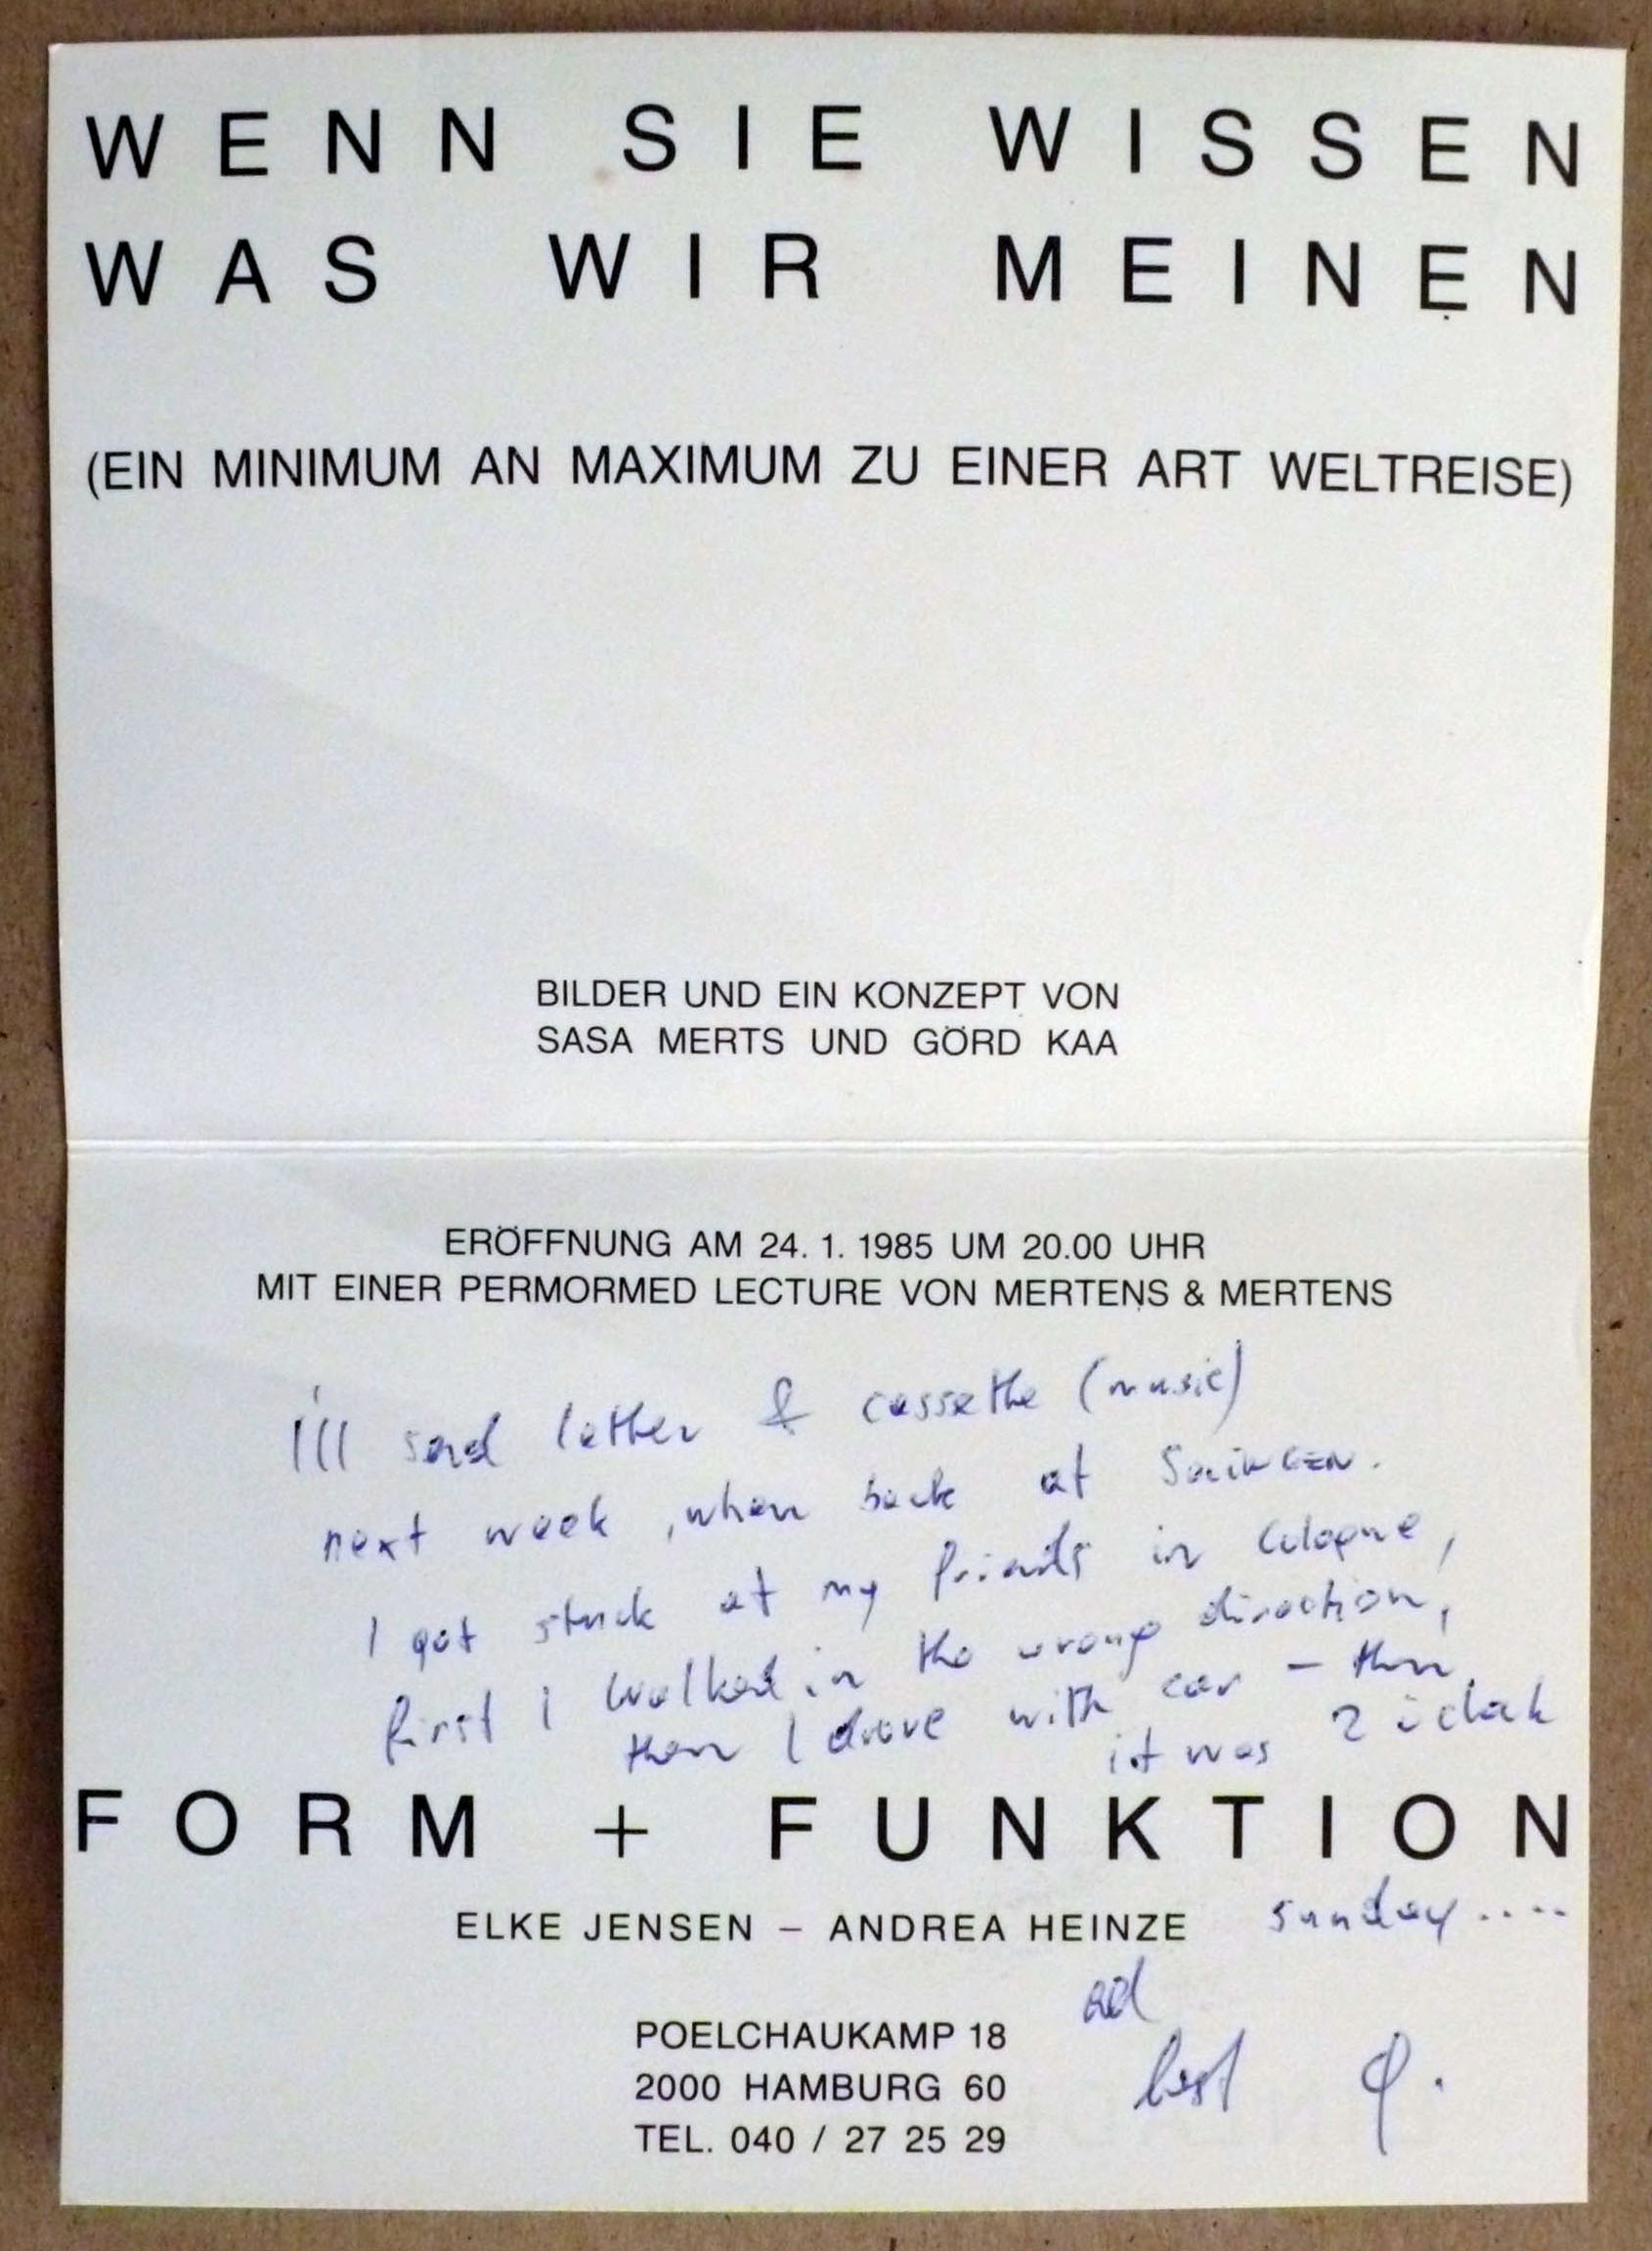 WENN SIE WISSEN
WAS WIR MEINEN
(EIN MINIMUM AN MAXIMUM ZU EINER ART WELTREISE)
BILDER UND EIN KONZEPT VON
SASA MERTS UND GÖRD KAA
ERÖFFNUNG AM 24. 1. 1985 UM 20.00 UHR
MIT EINER PERMORMED LECTURE VON MERTENS & MERTENS
I'll send letter & cassette (music)
next week, when back at
I got stuck at my friends in Cologne,
first I walked in the wrong direction,
then I drove with car – then
it was 2 o'clock
FORM + FUNKTION
sunday....
ELKE JENSEN – ANDREA HEINZE
best
POELCHAUKAMP 18
2000 HAMBURG 60
TEL. 040 / 27 25 29